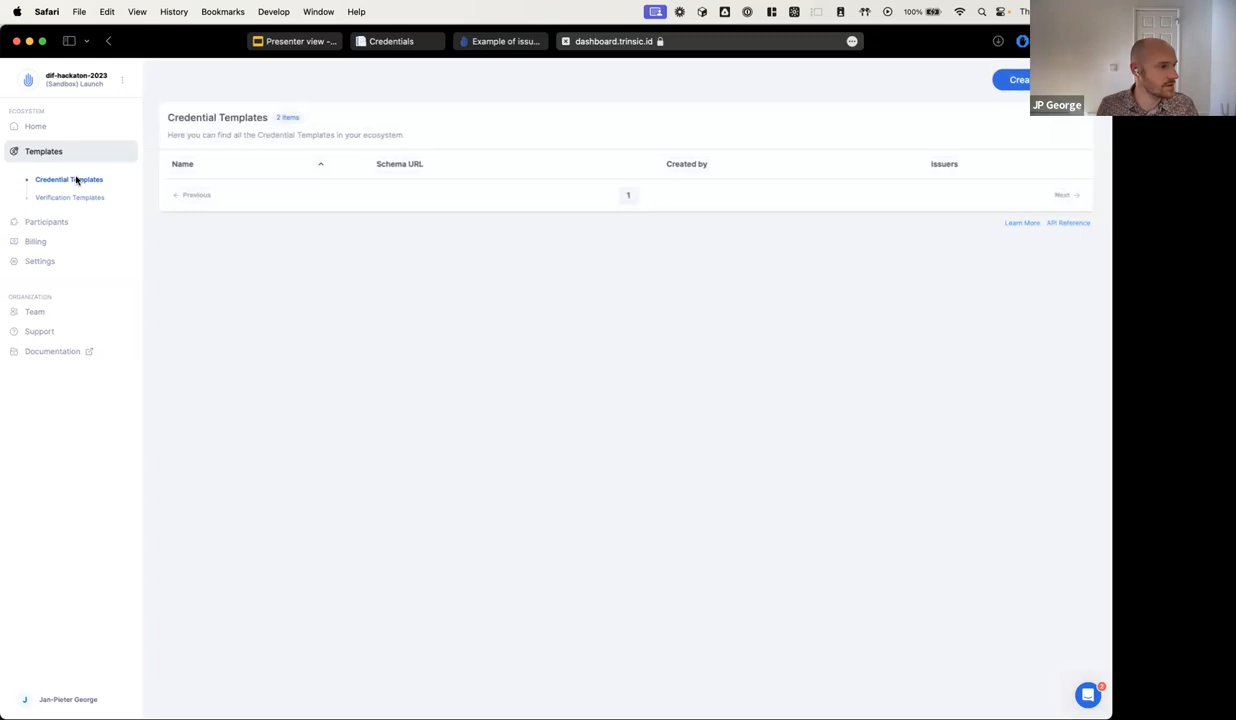 Safari File Edit View History Bookmarks Develop Window Help 100% Th
Presenter view -... Credentials Example of issu... dashboard.trinsic.id
JP George
dif-hackaton-2023
(Sandbox) Launch
Crea
ECOSYSTEM
Home
Templates
Credential Templates
Verification Templates
Participants
Billing
Settings
ORGANIZATION
Team
Support
Documentation
J Jan-Pieter George
Credential Templates 2 items
Here you can find all the Credential Templates in your ecosystem.
Name Schema URL Created by Issuers
← Previous 1 Next →
Learn More API Reference
2